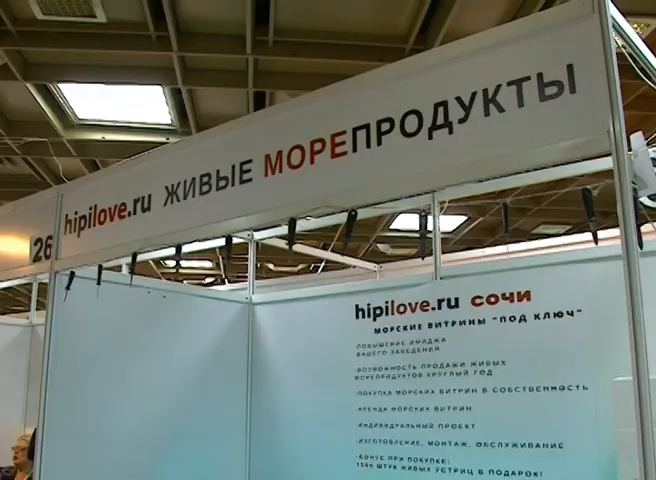 26
hipilove.ru ЖИВЫЕ МОРЕПРОДУКТЫ
hipilove.ru сочи
МОРСКИЕ ВИТРИНЫ "ПОД КЛЮЧ"
-ПОВЫШЕНИЕ ИМИДЖА
ВАШЕГО ЗАВЕДЕНИЯ
-ВОЗМОЖНОСТЬ ПРОДАЖИ ЖИВЫХ
МОРЕПРОДУКТОВ КРУГЛЫЙ ГОД
-ПОКУПКА МОРСКИХ ВИТРИН В СОБСТВЕННОСТЬ
-АРЕНДА МОРСКИХ ВИТРИН
-ИНДИВИДУАЛЬНЫЙ ПРОЕКТ
-ИЗГОТОВЛЕНИЕ, МОНТАЖ, ОБСЛУЖИВАНИЕ
-БОНУС ПРИ ПОКУПКЕ:
ШТУК ЖИВЫХ УСТРИЦ В ПОДАРОК!